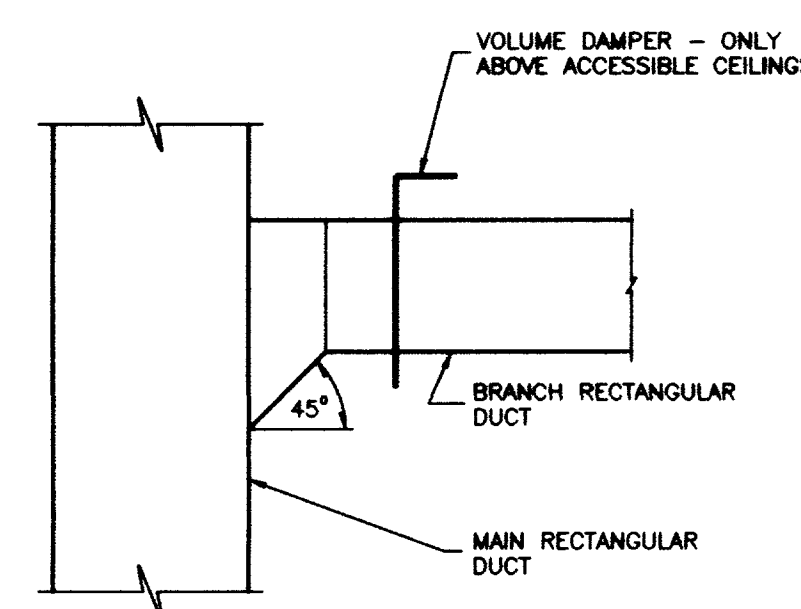 VOLUME DAMPER – ONLY
ABOVE ACCESSIBLE CEILINGS
45°
BRANCH RECTANGULAR
DUCT
MAIN RECTANGULAR
DUCT